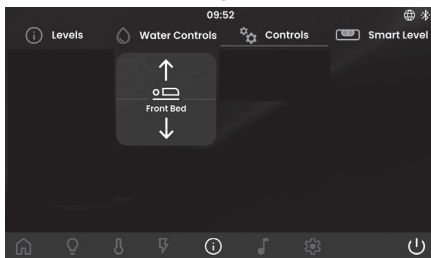 09:52
Levels
Water Controls
Controls
Smart Level
Front Bed